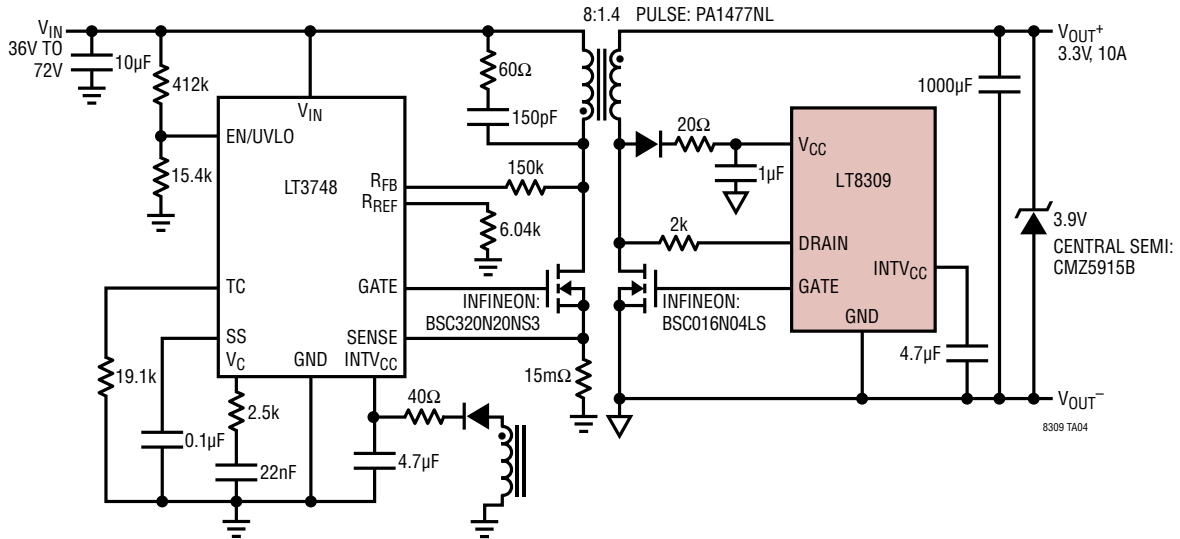 8:1.4 PULSE: PA1477NL
VIN
36V TO
72V
10µF
412k
15.4k
VIN
EN/UVLO
LT3748
RFB
RREF
TC
GATE
SS
SENSE
VC
GND
INTVCC
60Ω
150pF
150k
6.04k
INFINEON:
BSC320N20NS3
15mΩ
19.1k
0.1µF
2.5k
22nF
4.7µF
40Ω
20Ω
1µF
2k
INFINEON:
BSC016N04LS
VCC
LT8309
DRAIN
INTVCC
GATE
GND
4.7µF
1000µF
VOUT+
3.3V, 10A
3.9V
CENTRAL SEMI:
CMZ5915B
VOUT–
8309 TA04